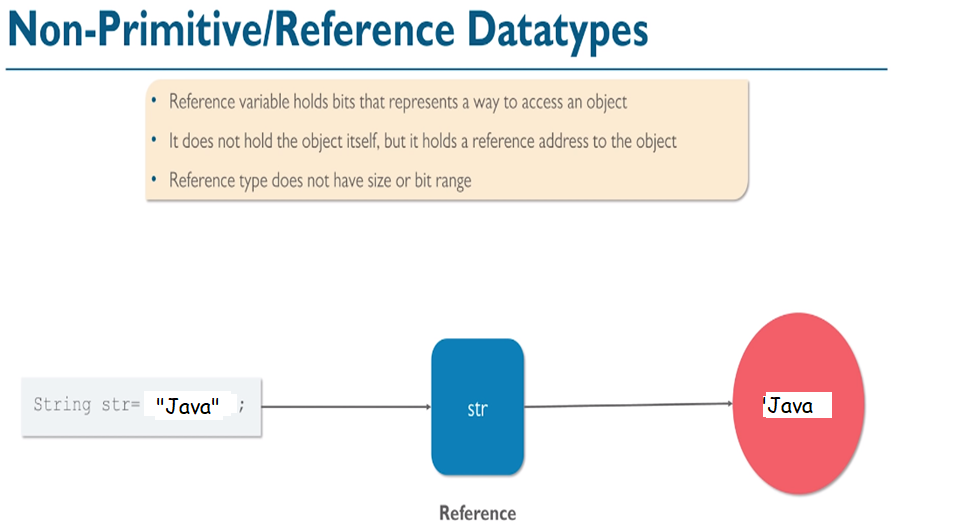 Non-Primitive/Reference Datatypes
• Reference variable holds bits that represents a way to access an object
• It does not hold the object itself, but it holds a reference address to the object
• Reference type does not have size or bit range
String str= "Java" ;
str
'Java
Reference